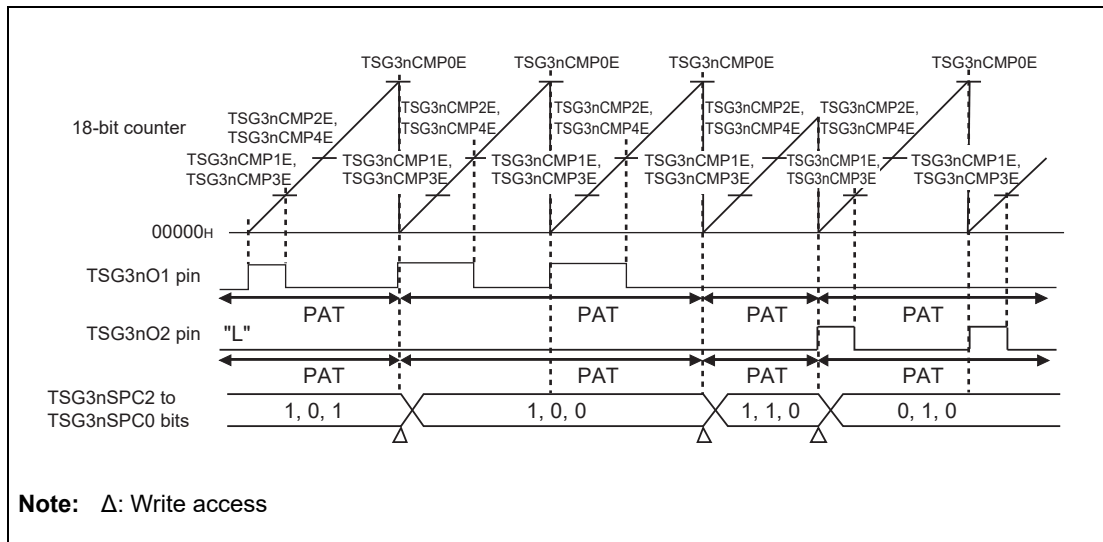 TSG3nCMP0E TSG3nCMP0E TSG3nCMP0E TSG3nCMP0E
TSG3nCMP2E, TSG3nCMP2E, TSG3nCMP2E, TSG3nCMP2E, TSG3nCMP2E,
18-bit counter TSG3nCMP4E TSG3nCMP4E TSG3nCMP4E TSG3nCMP4E TSG3nCMP4E
TSG3nCMP1E, TSG3nCMP1E, TSG3nCMP1E, TSG3nCMP1E, TSG3nCMP1E, TSG3nCMP1E,
TSG3nCMP3E TSG3nCMP3E TSG3nCMP3E TSG3nCMP3E TSG3nCMP3E TSG3nCMP3E
00000H
TSG3nO1 pin
PAT PAT PAT PAT
TSG3nO2 pin "L"
PAT PAT PAT PAT
TSG3nSPC2 to
TSG3nSPC0 bits
1, 0, 1 1, 0, 0 1, 1, 0 0, 1, 0
Note: Δ: Write access